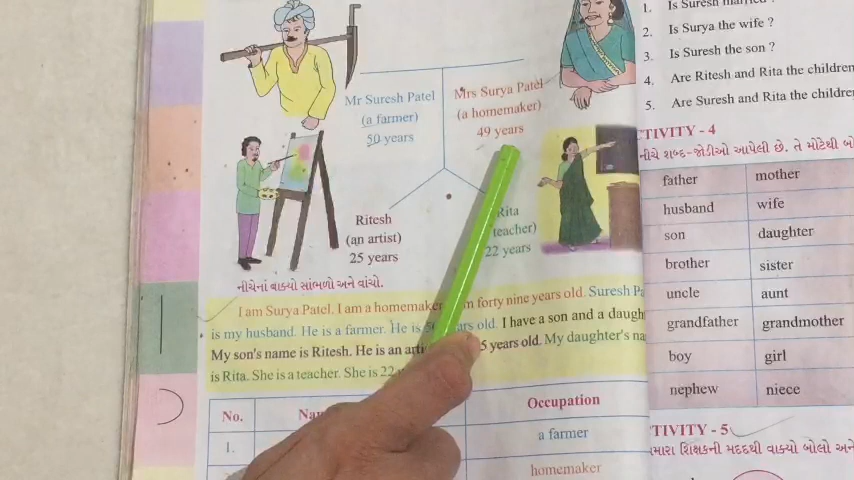 Mr Suresh Patel
(a farmer)
50 years
Mrs Surya Patel
(a homemaker)
49 years
Ritesh
(an artist)
25 years
Rita
teacher)
22 years
નીચેનાં વાક્યો સાંભળો અને વાંચો.
I am Surya Patel. I am a homemaker forty nine years old. Suresh
is my husband. He is a farmer. He is old. I have a son and a
My son's name is Ritesh. He is an 5 years old. My daughter's
is Rita. She is a teacher. She is 22
No. Occupation
1. a farmer
homemaker
1. Is Suresh married
2. Is Surya the wife ?
3. Is Suresh the son ?
4. Are Ritesh and Rita the children
5. Are Suresh and Rita the
TIVITY - 4
નીચે શબ્દ-જોડીઓ આપેલી છે. તે મોટેથી
father mother
husband wife
son daughter
brother sister
uncle aunt
grandfather grandmother
boy girl
nephew niece
TIVITY - 5
શિક્ષકની મદદથી વાક્યો બોલો અને